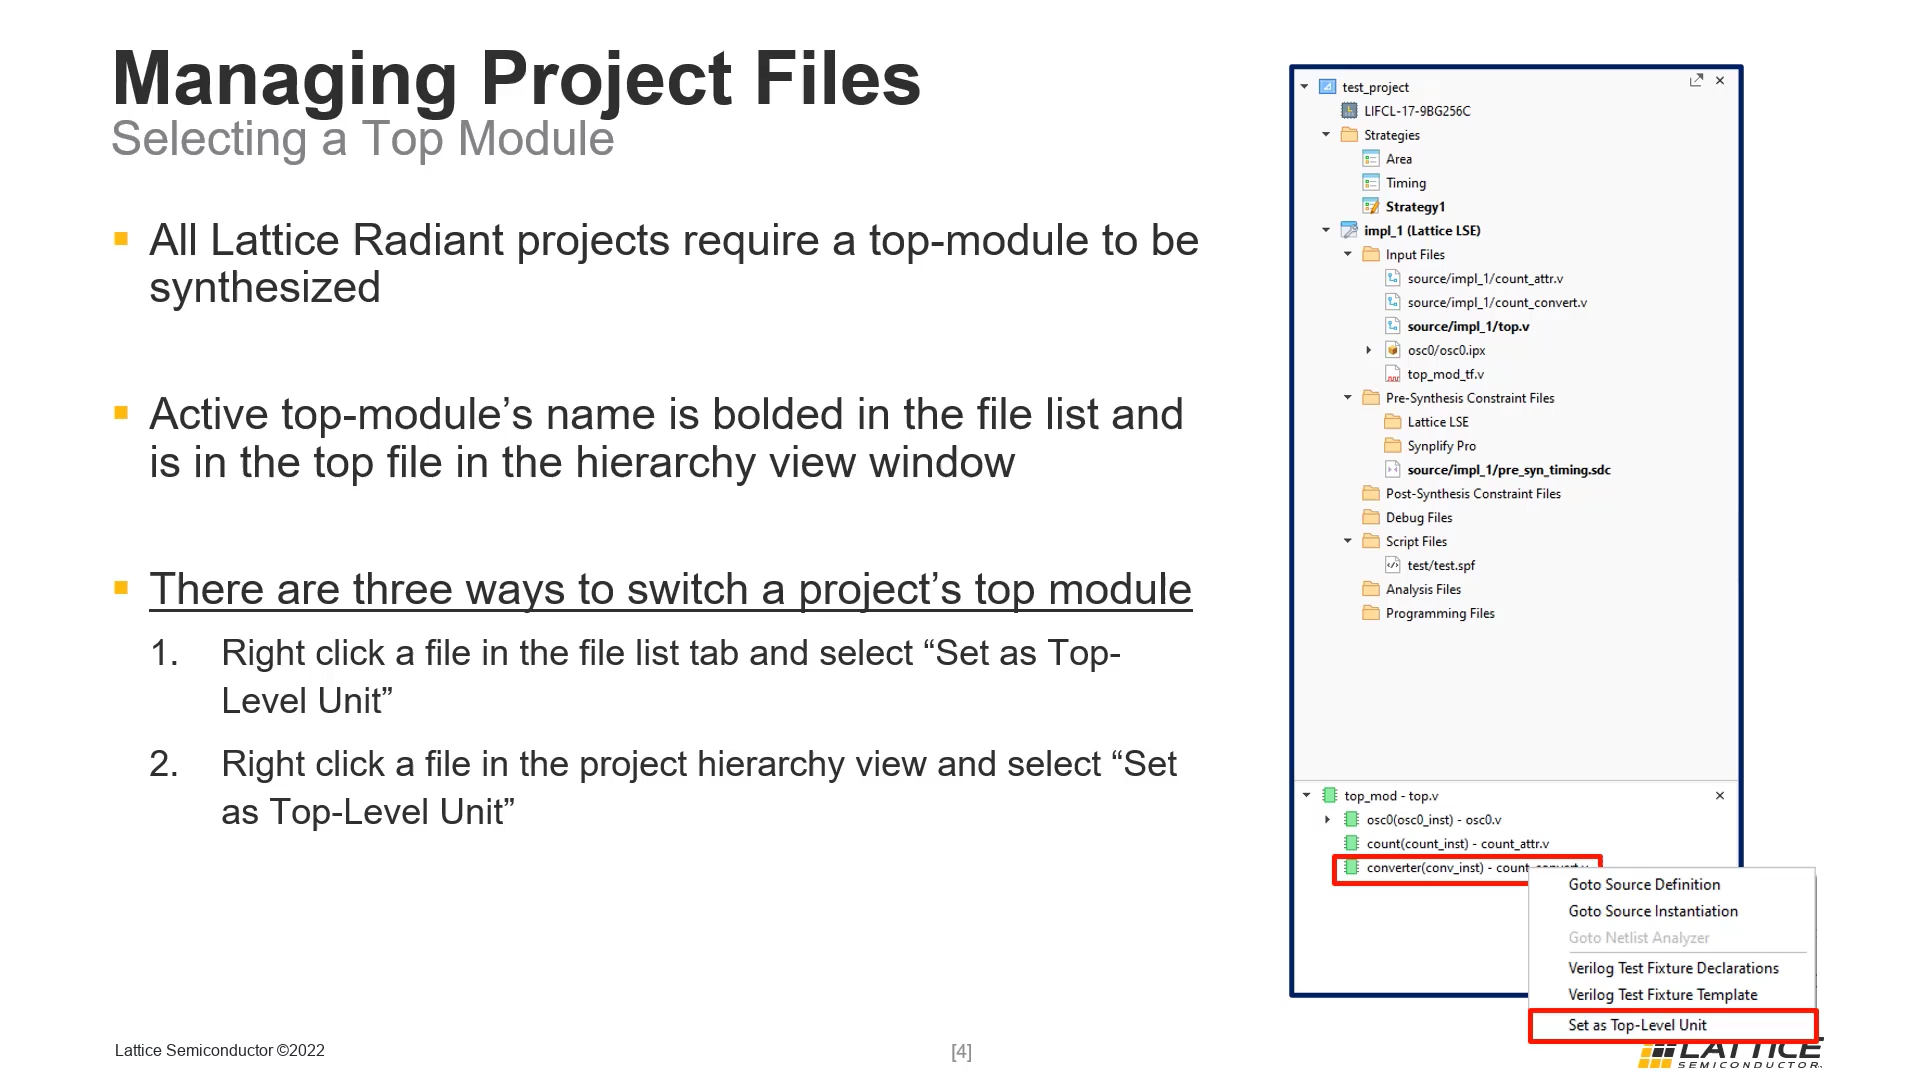 Managing Project Files
Selecting a Top Module
All Lattice Radiant projects require a top-module to be
synthesized
Active top-module’s name is bolded in the file list and
is in the top file in the hierarchy view window
There are three ways to switch a project’s top module
1. Right click a file in the file list tab and select “Set as Top-
Level Unit”
2. Right click a file in the project hierarchy view and select “Set
as Top-Level Unit”
test_project
LIFCL-17-9BG256C
Strategies
Area
Timing
Strategy1
impl_1 (Lattice LSE)
Input Files
source/impl_1/count_attr.v
source/impl_1/count_convert.v
source/impl_1/top.v
osc0/osc0.ipx
top_mod_tf.v
Pre-Synthesis Constraint Files
Lattice LSE
Synplify Pro
source/impl_1/pre_syn_timing.sdc
Post-Synthesis Constraint Files
Debug Files
Script Files
test/test.spf
Analysis Files
Programming Files
top_mod - top.v
osc0(osc0_inst) - osc0.v
count(count_inst) - count_attr.v
converter(conv_inst) - count_convert.v
Goto Source Definition
Goto Source Instantiation
Goto Netlist Analyzer
Verilog Test Fixture Declarations
Verilog Test Fixture Template
Set as Top-Level Unit
Lattice Semiconductor ©2022
[4]
LATTICE
SEMICONDUCTOR